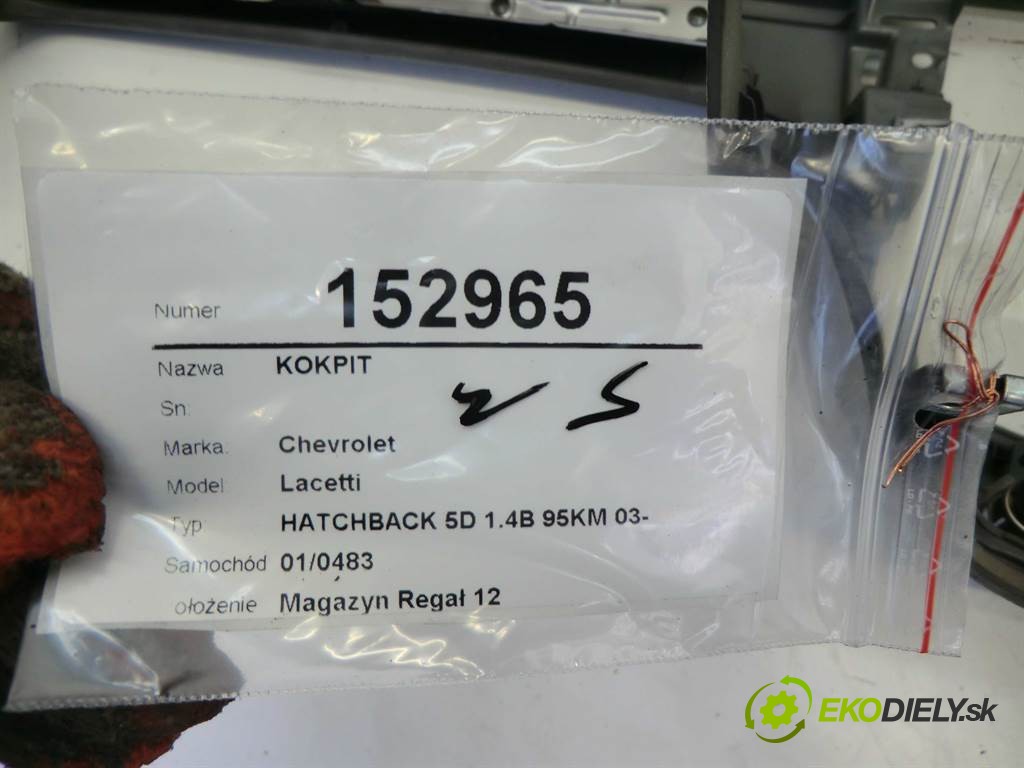 Numer 152965
Nazwa KOKPIT
Sn:
Marka: Chevrolet
Model Lacetti
Typ: HATCHBACK 5D 1.4B 95KM 03-
Samochód 01/0483
ołożenie Magazyn Regał 12
EKODIELY.sk